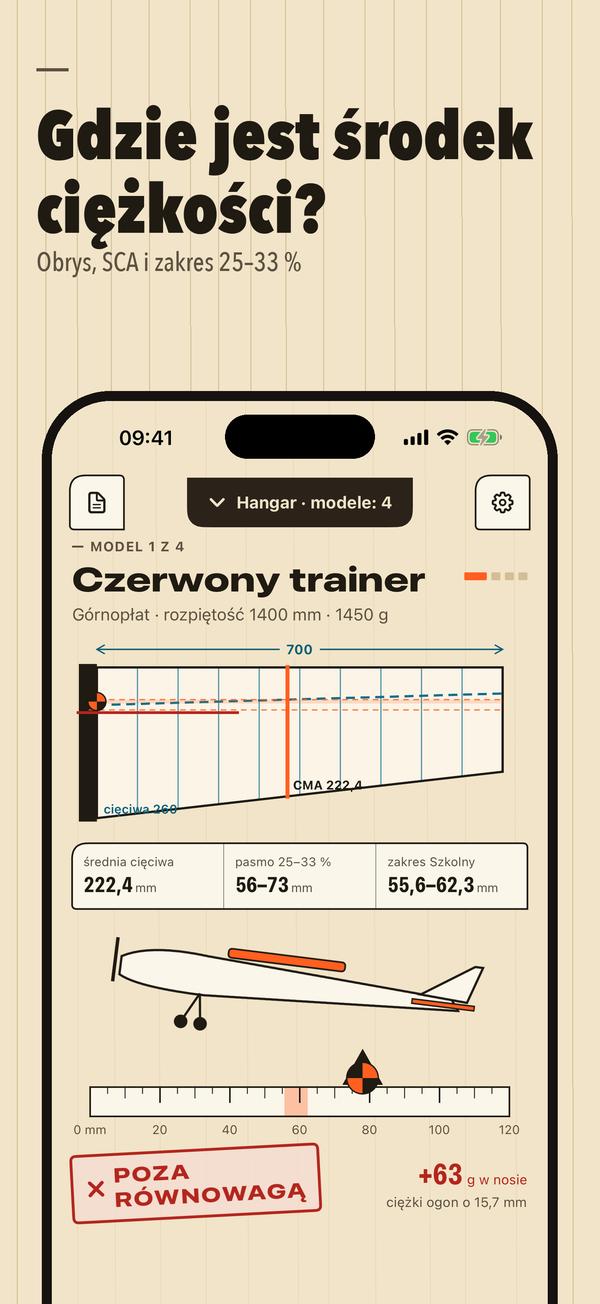 Gdzie jest środek
ciężkości?
Obrys, SCA i zakres 25–33 %
09:41
Hangar · modele: 4
— MODEL 1 Z 4
Czerwony trainer
Górnopłat · rozpiętość 1400 mm · 1450 g
700
CMA 222,4
cięciwa 260
średnia cięciwa
222,4 mm
pasmo 25–33 %
56–73 mm
zakres Szkolny
55,6–62,3 mm
0 mm 20 40 60 80 100 120
POZA
RÓWNOWAGĄ
+63 g w nosie
ciężki ogon o 15,7 mm